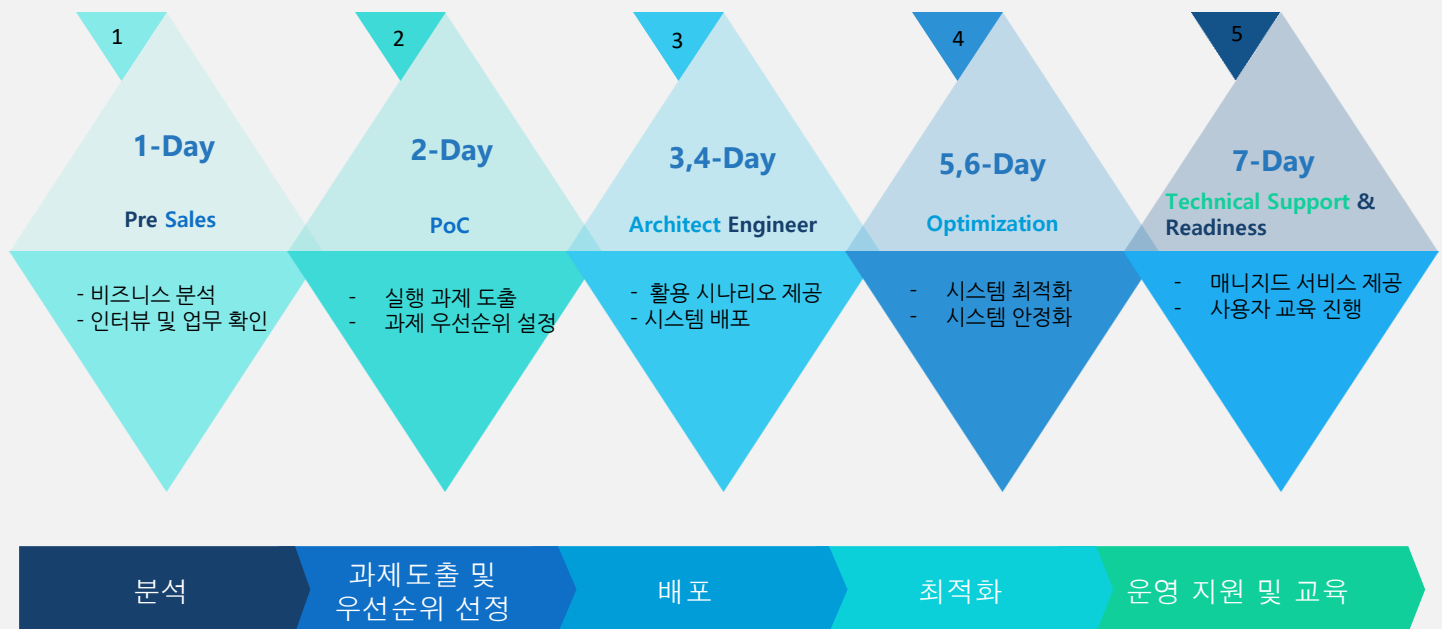 1
1-Day
Pre Sales
- 비즈니스 분석
- 인터뷰 및 업무 확인
2
2-Day
PoC
- 실행 과제 도출
- 과제 우선순위 설정
3
3,4-Day
Architect Engineer
- 활용 시나리오 제공
- 시스템 배포
4
5,6-Day
Optimization
- 시스템 최적화
- 시스템 안정화
5
7-Day
Technical Support &
Readiness
- 매니지드 서비스 제공
- 사용자 교육 진행
분석
과제도출 및
우선순위 선정
배포
최적화
운영 지원 및 교육